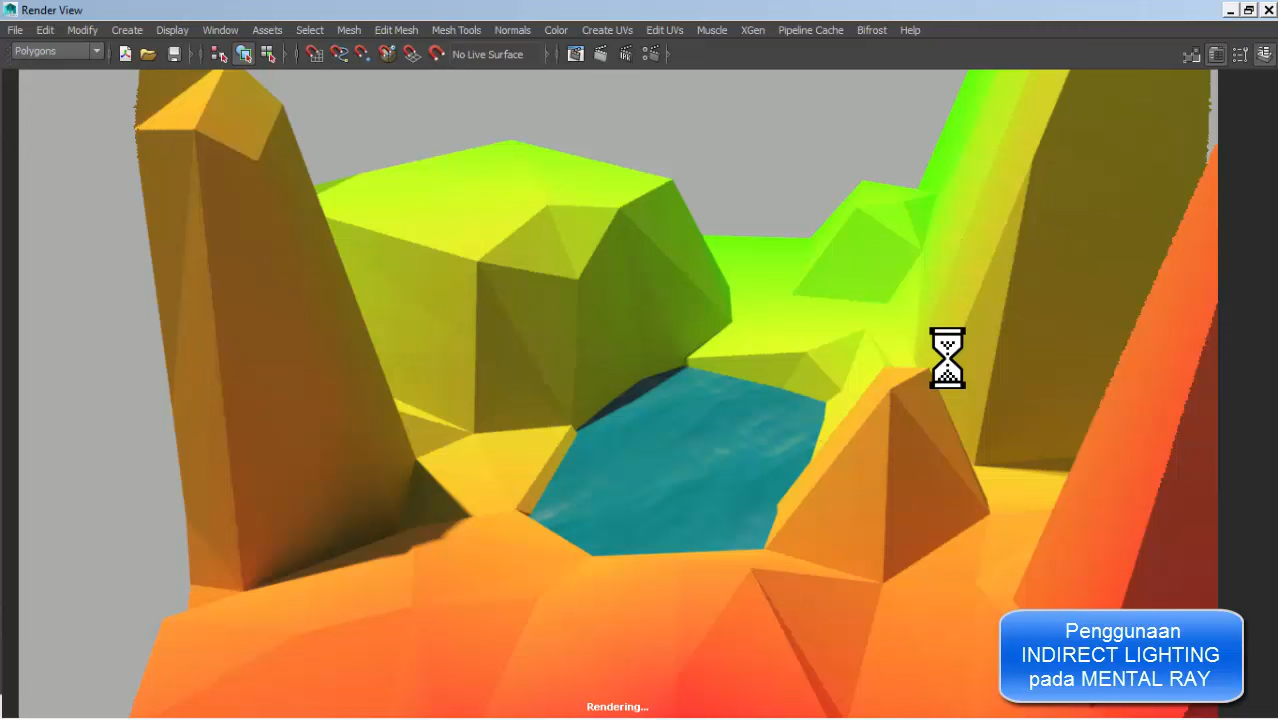 Render View
File Edit Modify Create Display Window Assets Select Mesh Edit Mesh Mesh Tools Normals Color Create UVs Edit UVs Muscle XGen Pipeline Cache Bifrost Help
Polygons No Live Surface
Penggunaan
INDIRECT LIGHTING
pada MENTAL RAY
Rendering...